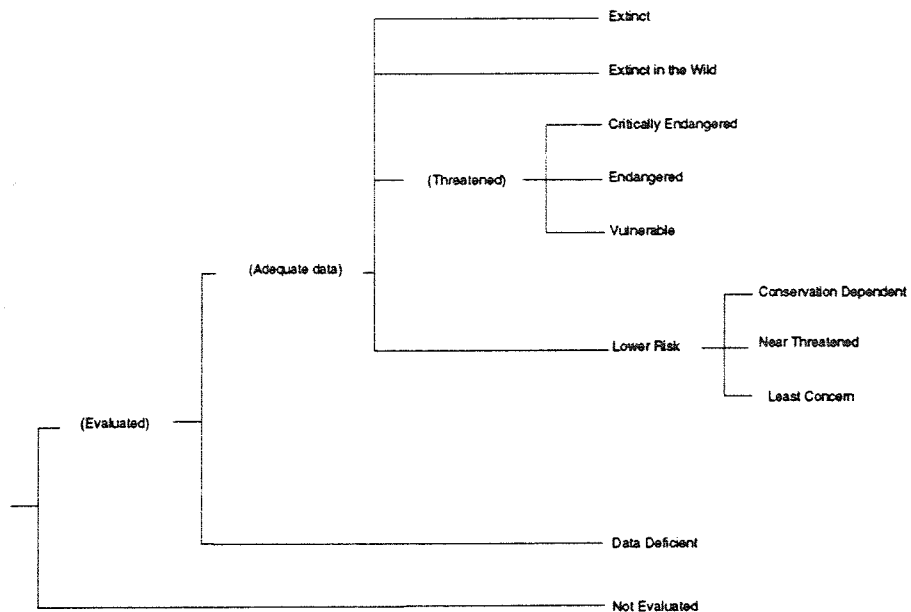 Extinct
Extinct in the Wild
Critically Endangered
(Threatened)
Endangered
Vulnerable
(Adequate data)
Conservation Dependent
Lower Risk
Near Threatened
Least Concern
(Evaluated)
Data Deficient
Not Evaluated